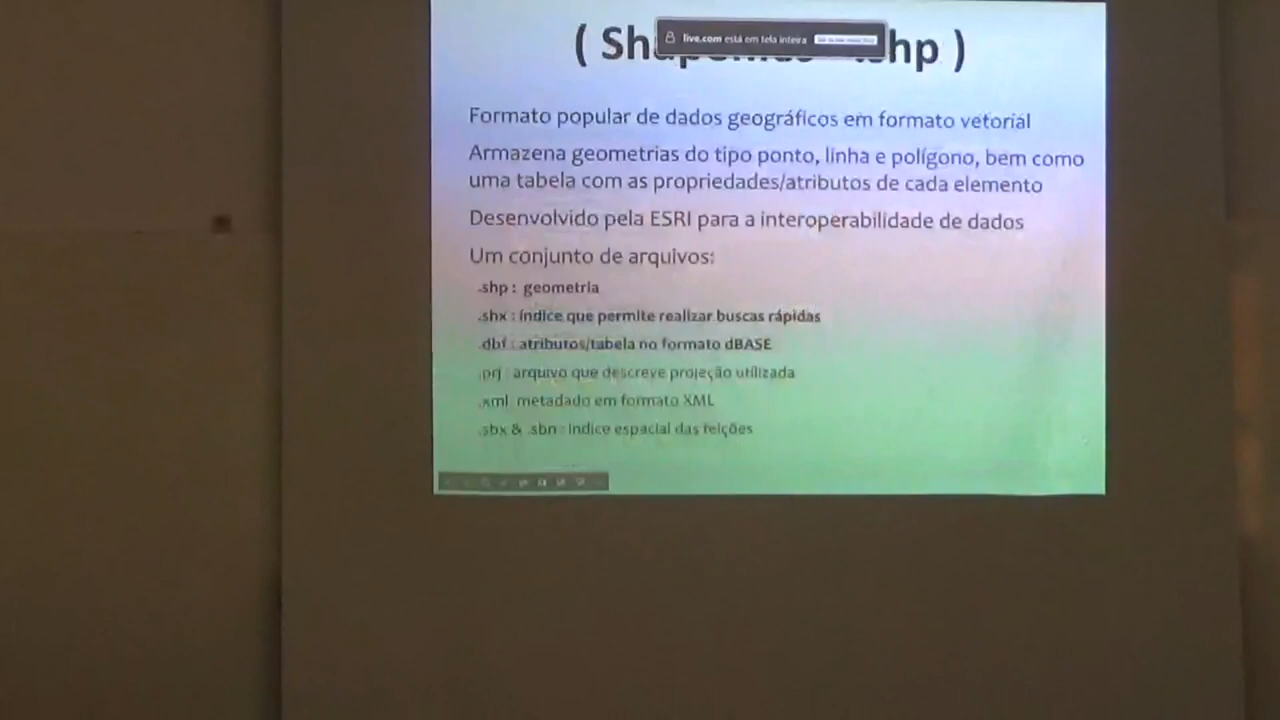 ( Sh hp )
live.com está em tela inteira
Formato popular de dados geográficos em formato vetorial
Armazena geometrias do tipo ponto, linha e polígono, bem como
uma tabela com as propriedades/atributos de cada elemento
Desenvolvido pela ESRI para a interoperabilidade de dados
Um conjunto de arquivos:
.shp : geometria
.shx : índice que permite realizar buscas rápidas
.dbf : atributos/tabela no formato dBASE
.prj : arquivo que descreve projeção utilizada
.xml metadado em formato XML
.sbx & .sbn : índice espacial das feições